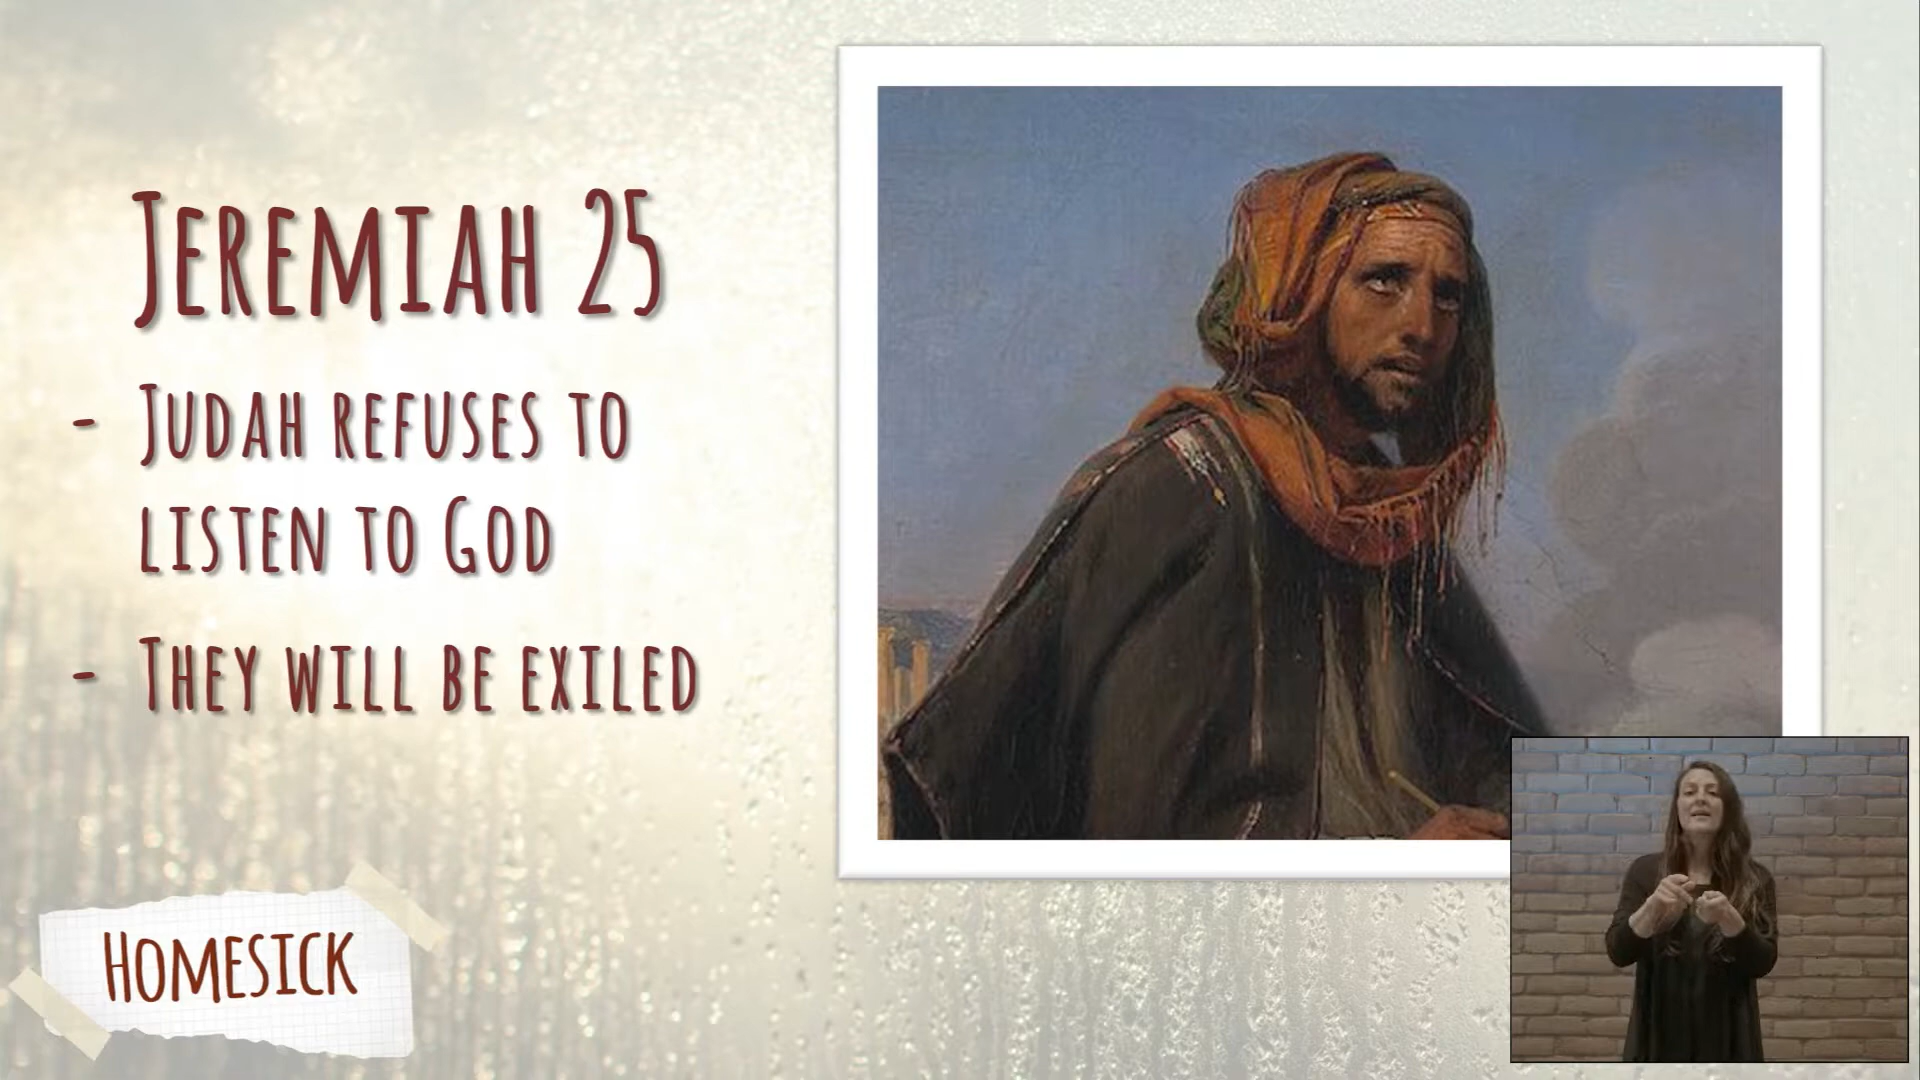 Jeremiah 25
- Judah refuses to
listen to God
- They will be exiled
Homesick